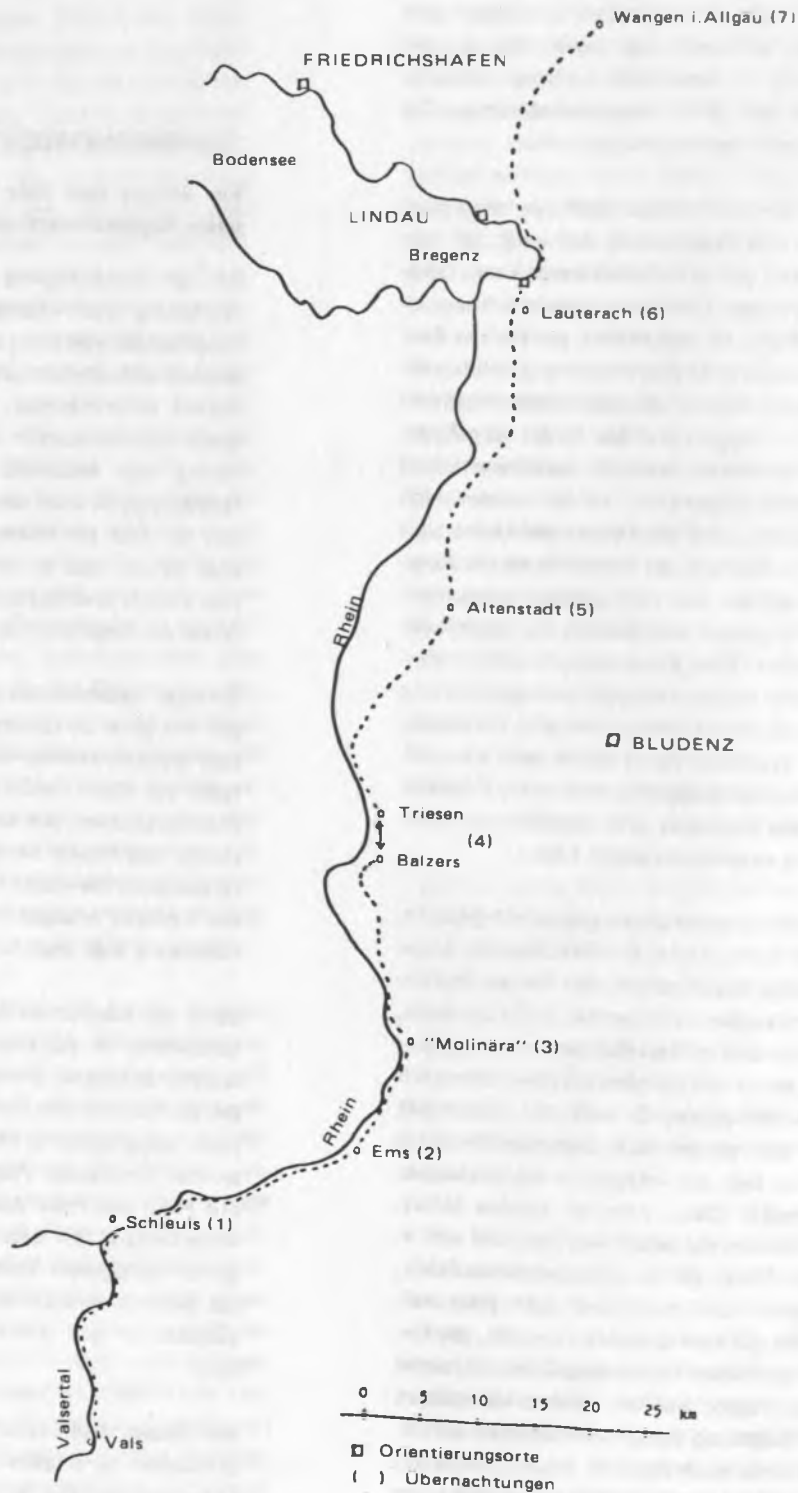 Wangen i. Allgäu (7)
FRIEDRICHSHAFEN
Bodensee
LINDAU
Bregenz
Lauterach (6)
Rhein
Altenstadt (5)
BLUDENZ
Triesen
(4)
Balzers
"Molinära" (3)
Rhein
Ems (2)
Schleuis (1)
Valsertal
Vals
0 5 10 15 20 25 km
Orientierungsorte
( ) Übernachtungen